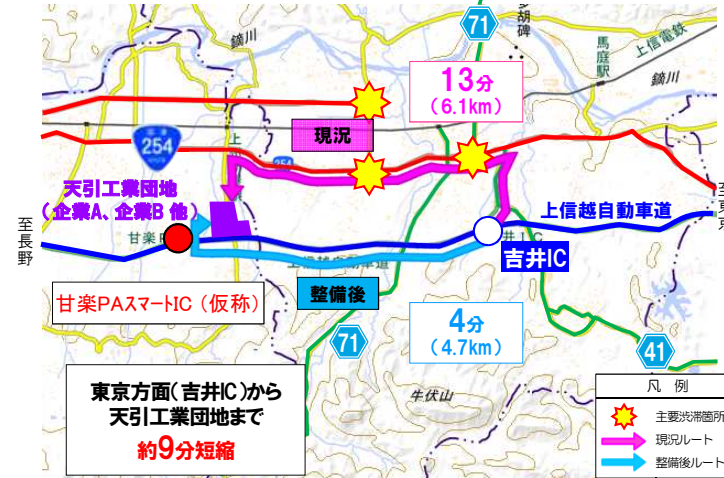 鏑川
71
胡碑
馬庭駅
上信電鉄
鏑川
13分
(6.1km)
現況
254
254
天引工業団地
(企業A、企業B 他)
至長野
甘楽P
上信越自動車道
至東京
吉井IC
上信越自動車道
甘楽PAスマートIC(仮称)
整備後
71
4分
(4.7km)
41
牛伏山
東京方面(吉井IC)から
天引工業団地まで
約9分短縮
凡 例
主要渋滞箇所
現況ルート
整備後ルート